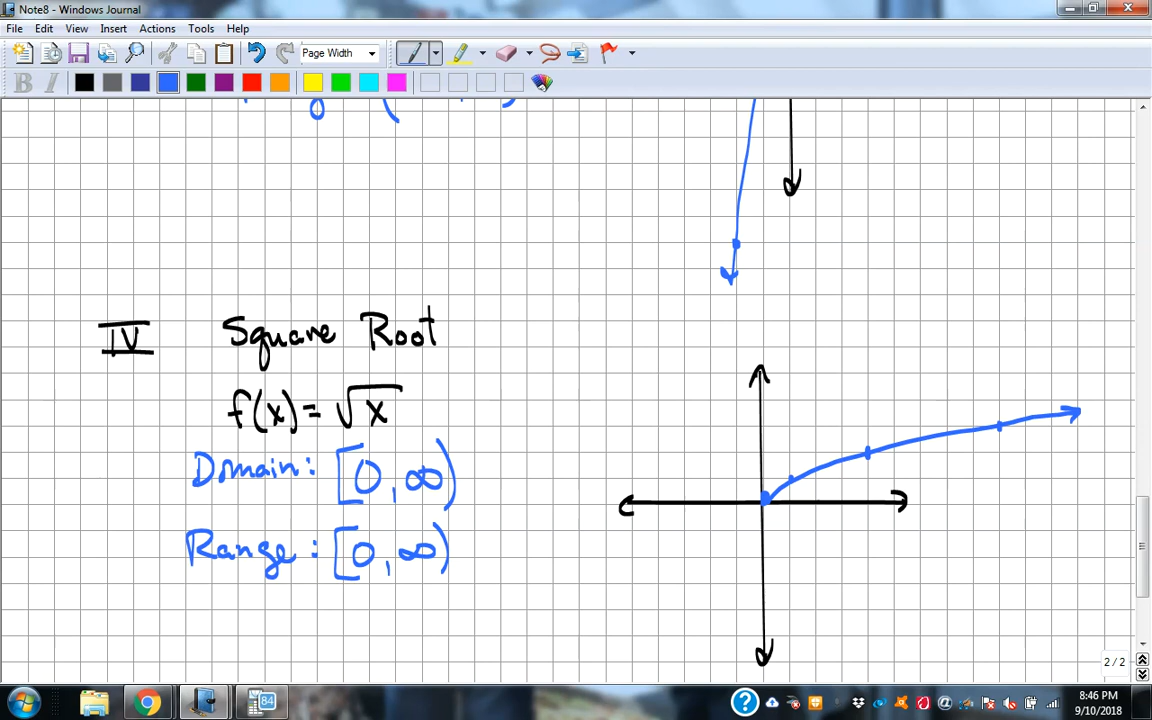 Note8 - Windows Journal
File Edit View Insert Actions Tools Help
Page Width
B I
IV Square Root
f(x) = √x
Domain: [0, ∞)
Range: [0, ∞)
2 / 2
84
8:46 PM
9/10/2018